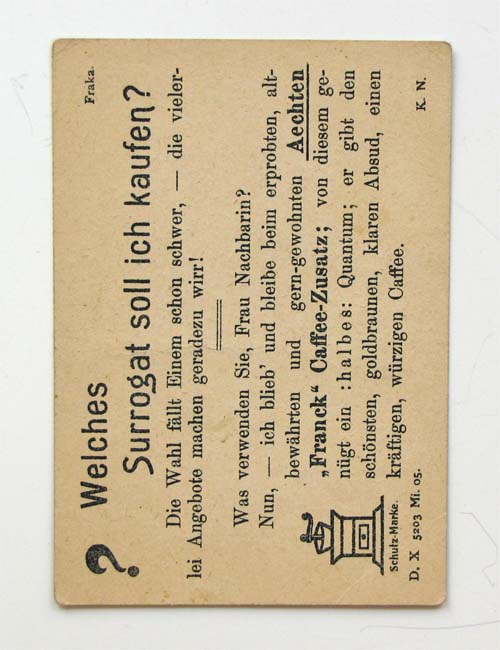 Fraka.
? Welches
Surrogat soll ich kaufen?
Die Wahl fällt Einem schon schwer, — die vieler-
lei Angebote machen geradezu wirr!
Was verwenden Sie, Frau Nachbarin?
Nun, — ich blieb' und bleibe beim erprobten, alt-
bewährten und gern-gewohnten Aechten
„Franck“ Caffee-Zusatz; von diesem ge-
nügt ein :halbes: Quantum; er gibt den
schönsten, goldbraunen, klaren Absud, einen
kräftigen, würzigen Caffee.
Schutz-Marke.
D. X 5203 Mi. 05.
K. N.